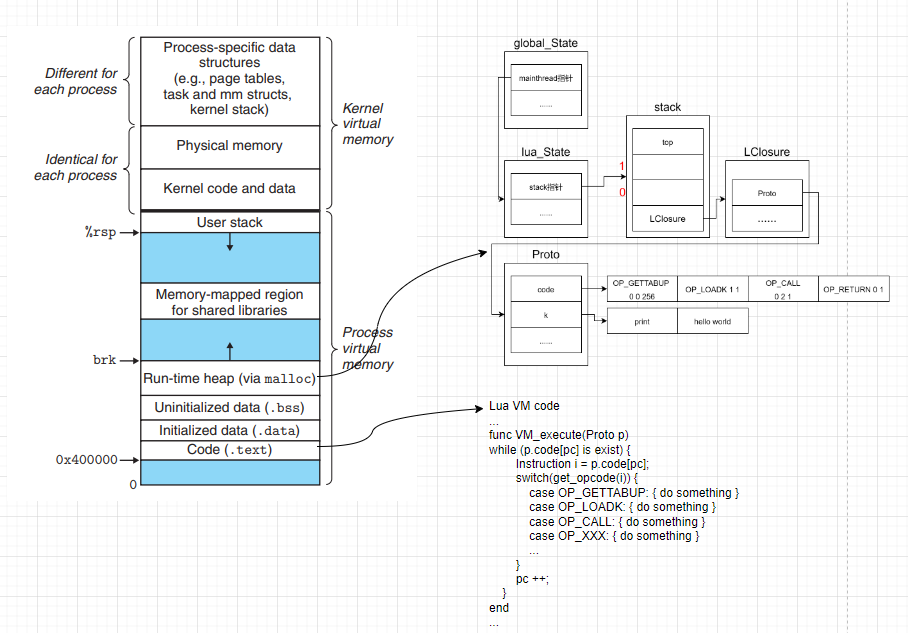 Different for
each process
Identical for
each process
%rsp
brk
0x400000
0
Process-specific data
structures
(e.g., page tables,
task and mm structs,
kernel stack)
Physical memory
Kernel code and data
User stack
Memory-mapped region
for shared libraries
Run-time heap (via malloc)
Uninitialized data (.bss)
Initialized data (.data)
Code (.text)
Kernel
virtual
memory
Process
virtual
memory
global_State
mainthread指针
......
lua_State
stack指针
......
1
0
stack
top
LClosure
LClosure
Proto
......
Proto
code
k
......
OP_GETTABUP
0 0 256
OP_LOADK 1 1
OP_CALL
0 2 1
OP_RETURN 0 1
print
hello world
Lua VM code
...
func VM_execute(Proto p)
while (p.code[pc] is exist) {
Instruction i = p.code[pc];
switch(get_opcode(i)) {
case OP_GETTABUP: { do something }
case OP_LOADK: { do something }
case OP_CALL: { do something }
case OP_XXX: { do something }
...
}
pc ++;
}
end
...